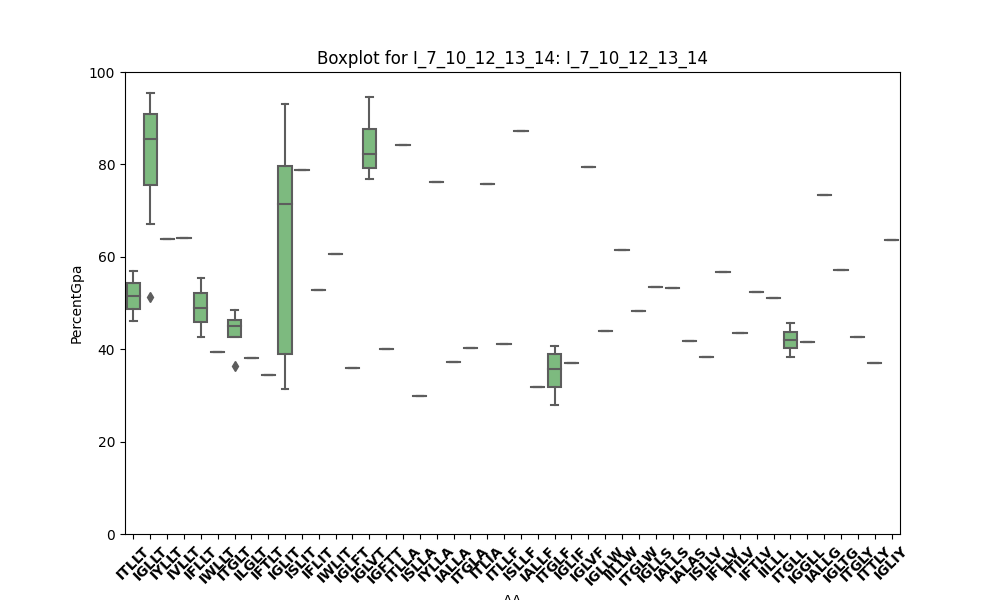 Boxplot for I_7_10_12_13_14: I_7_10_12_13_14
PercentGpa
100
80
60
40
20
0
ITLLT
IGLLT
IYLLT
IVLLT
IFLLT
IWLLT
ITGLT
ILGLT
IFTLT
IGLIT
ISLIT
IFLIT
IWLIT
IGLFT
IGLVT
IGFTT
ITLLA
ISLLA
IYLLA
IALLA
ITGLA
ITLIA
ITLLF
ISLLF
IALLF
ITGLF
IGLIF
IGLVF
IGLLW
IILLW
ITGLW
IGLLS
IALLS
IALAS
ISLLV
IFLLV
ITILV
IFTLV
IILLL
ITGLL
IGGLL
IALLG
IGLTG
ITGLY
ITTLY
IGLIY
AA